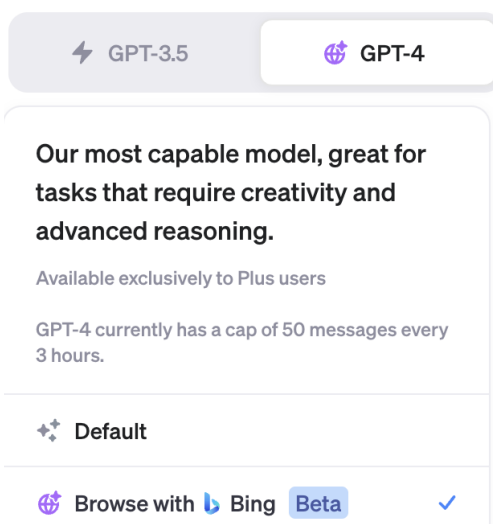 GPT-3.5
GPT-4
Our most capable model, great for
tasks that require creativity and
advanced reasoning.
Available exclusively to Plus users
GPT-4 currently has a cap of 50 messages every
3 hours.
Default
Browse with Bing Beta